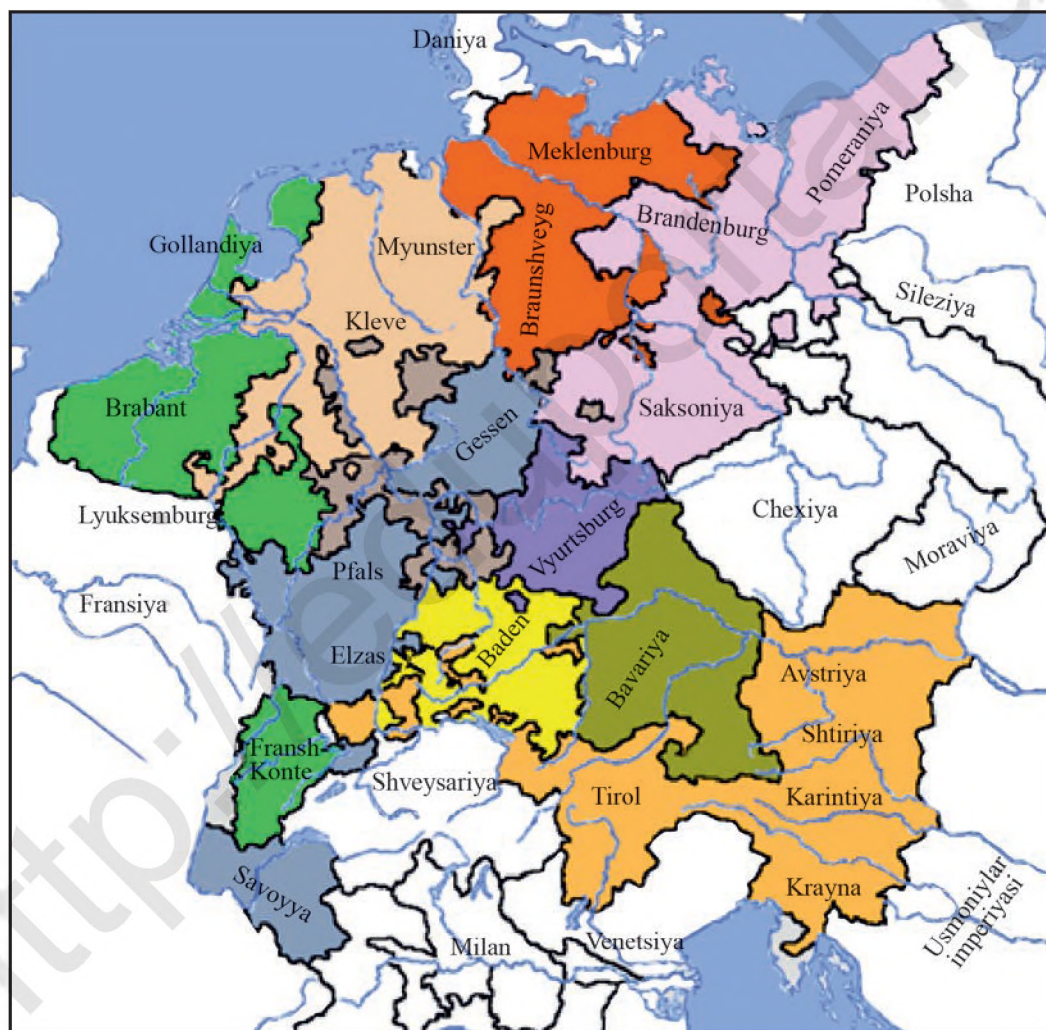 Daniya
Meklenburg
Pomeraniya
Polsha
Brandenburg
Gollandiya
Myunster
Braunshveyg
Sileziya
Kleve
Brabant
Gessen
Saksoniya
Lyuksemburg
Vyurtsburg
Chexiya
Moraviya
Pfals
Fransiya
Elzas
Baden
Bavariya
Avstriya
Shtiriya
Fransh-
Konte
Shveysariya
Tirol
Karintiya
Savoyya
Krayna
Usmoniylar
imperiyasi
Milan
Venetsiya